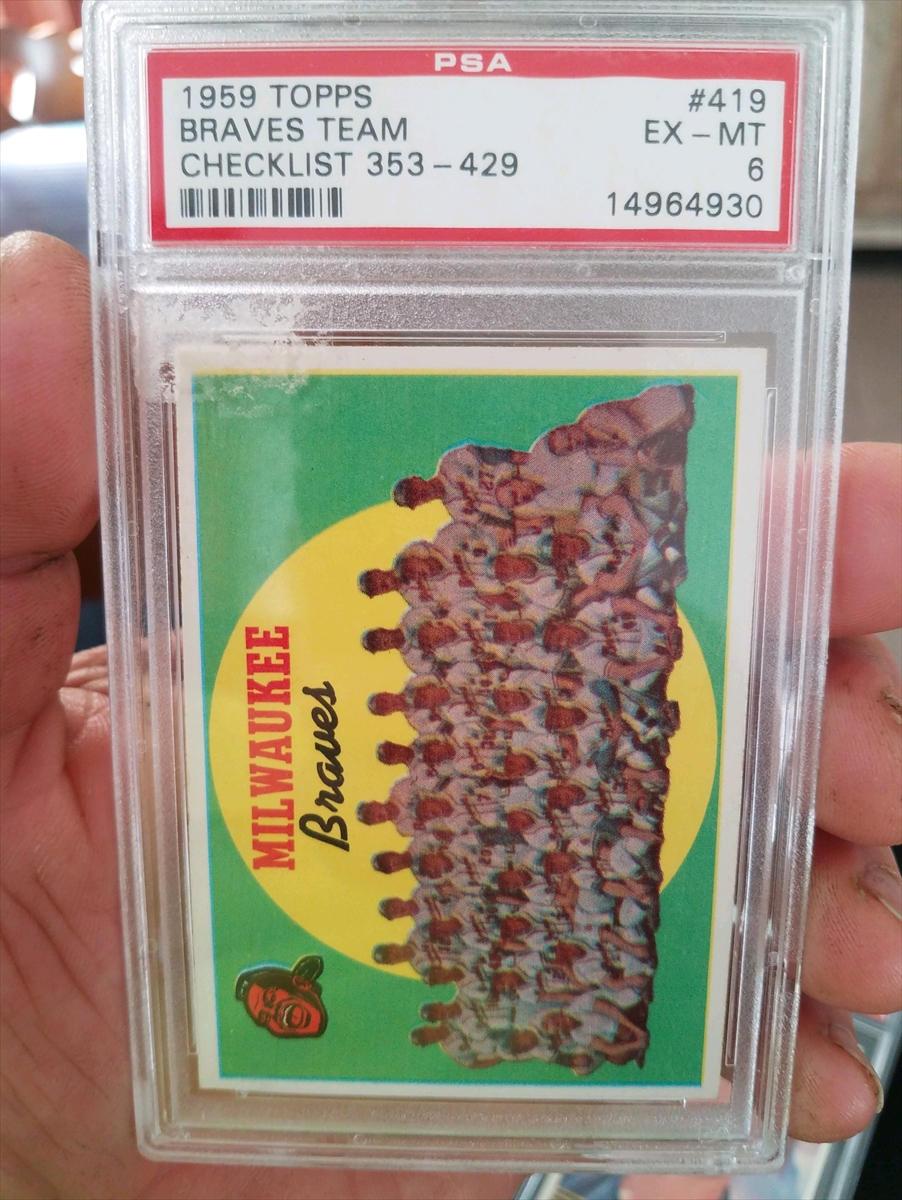 PSA
1959 TOPPS #419
BRAVES TEAM EX - MT
CHECKLIST 353 - 429 6
14964930
MILWAUKEE
Braves